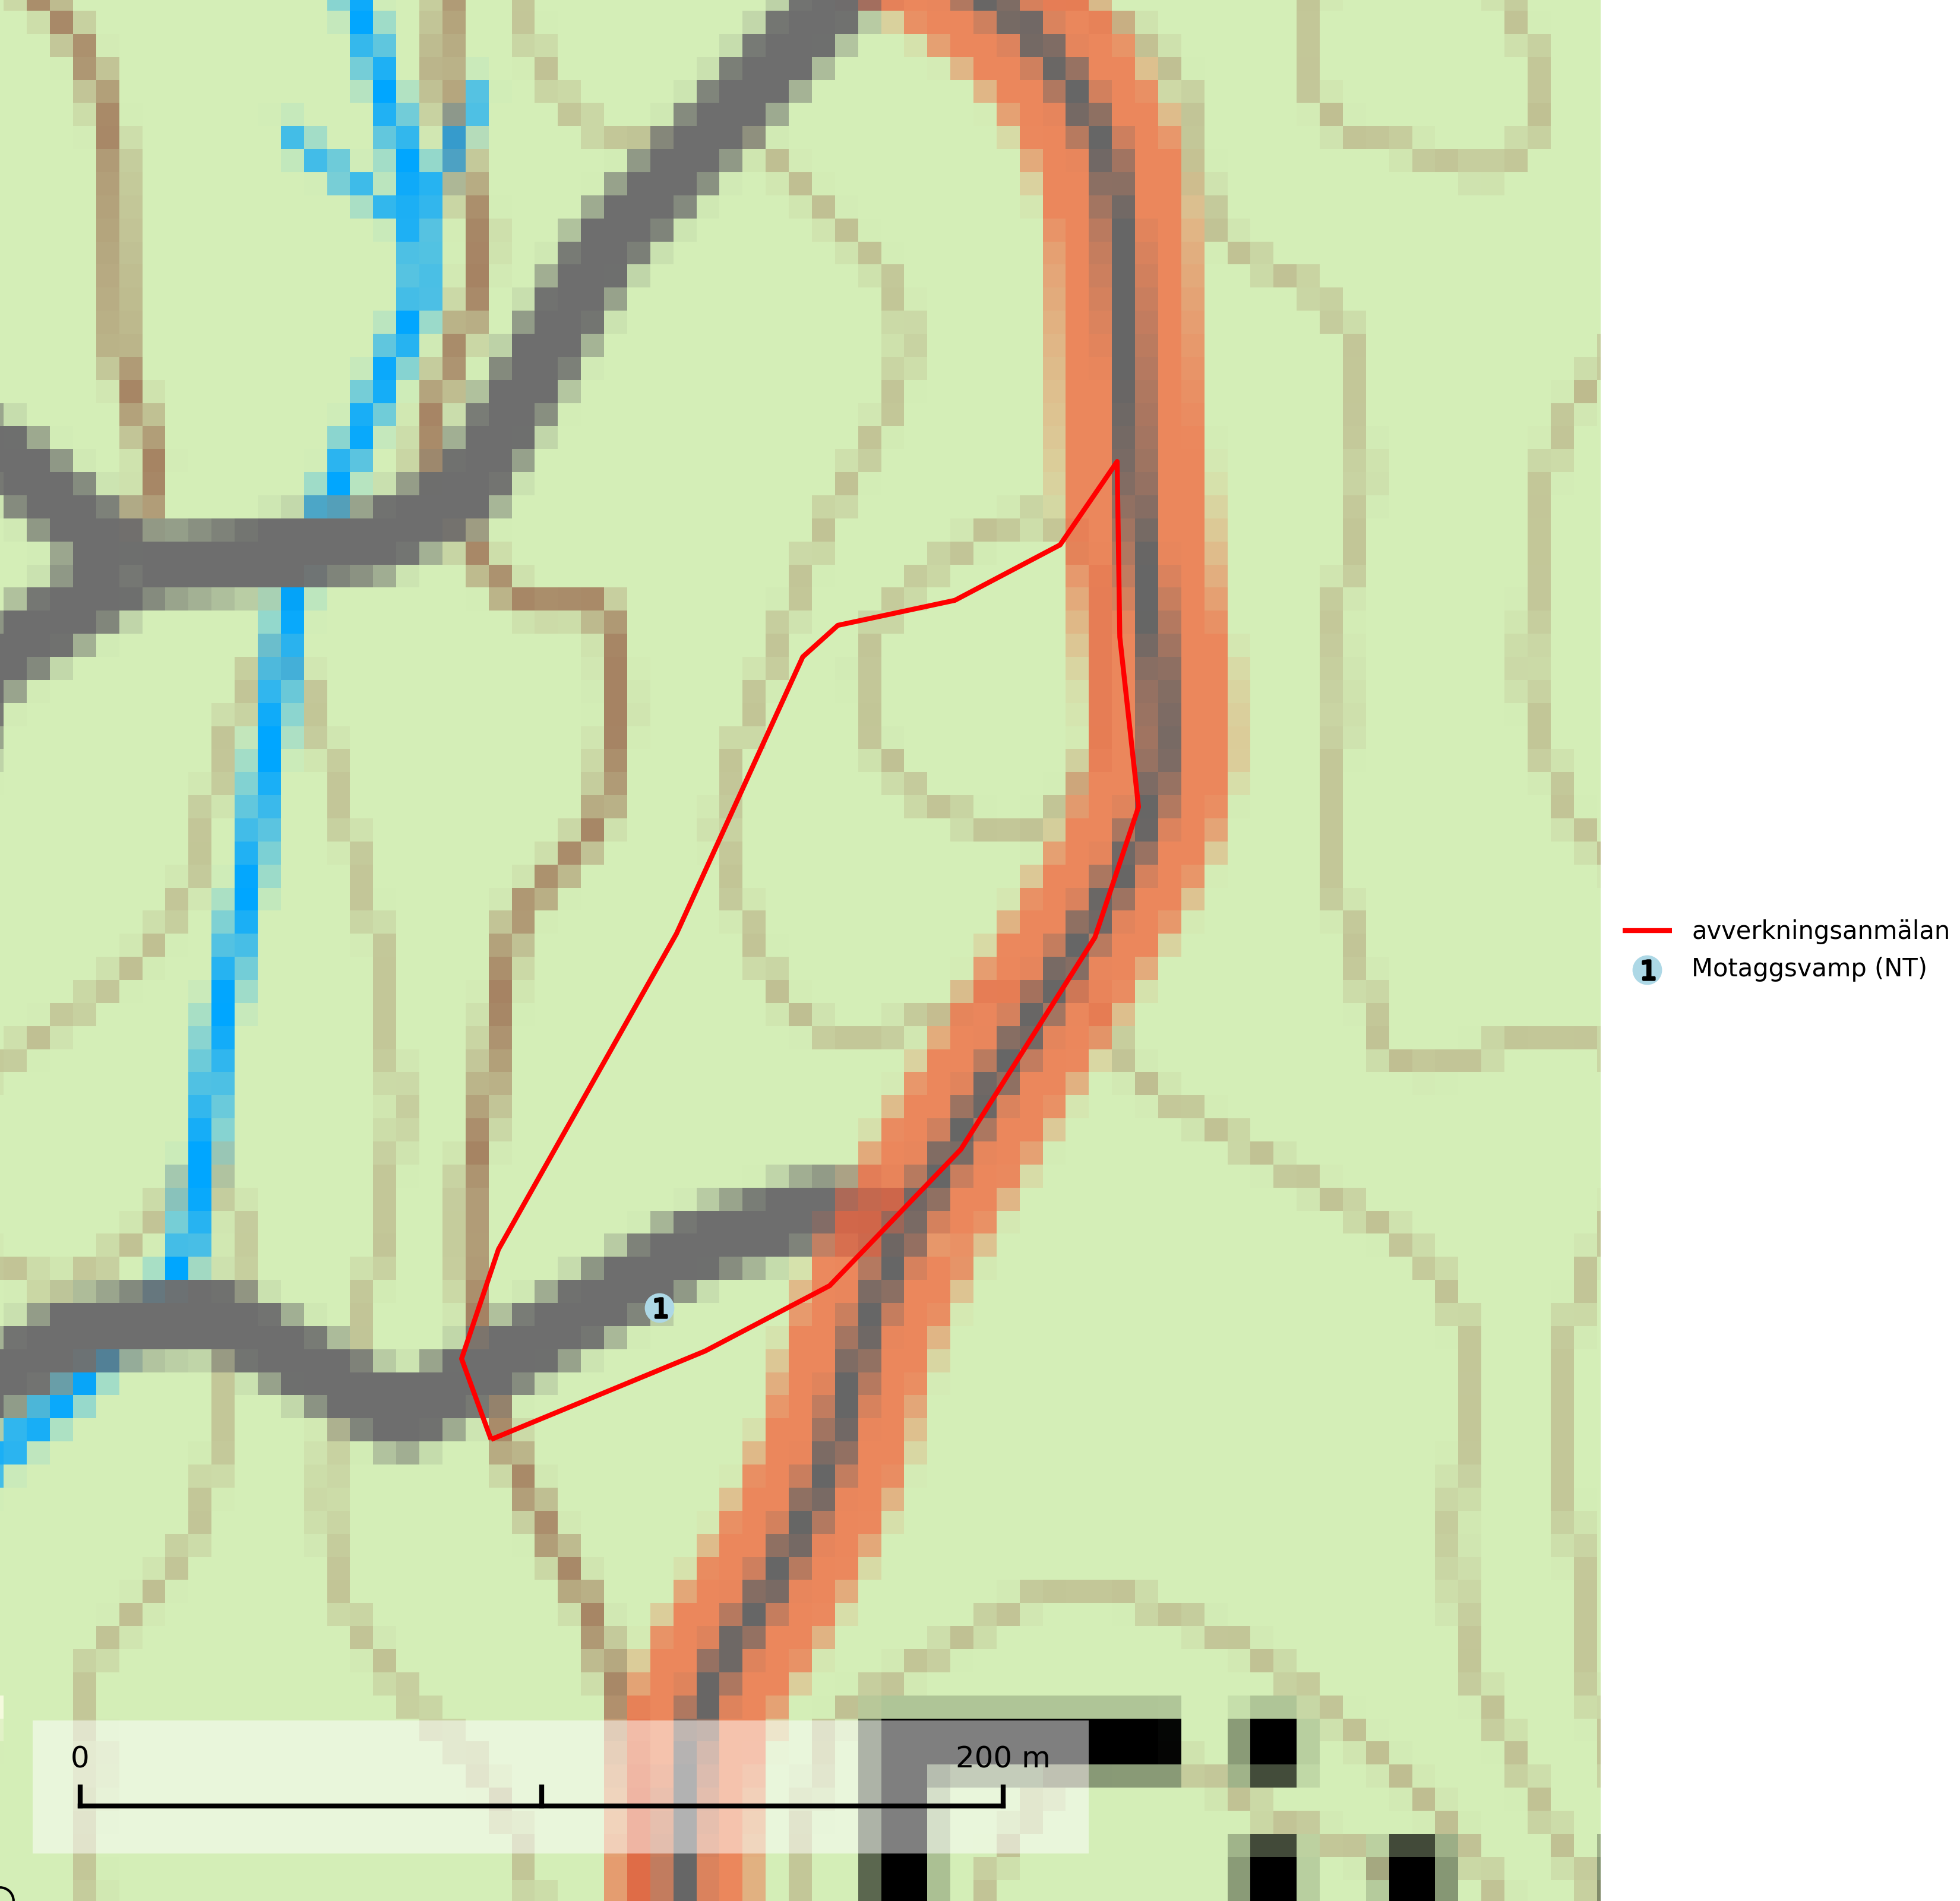 1
avverkningsanmälan
1 Motaggsvamp (NT)
0 200 m